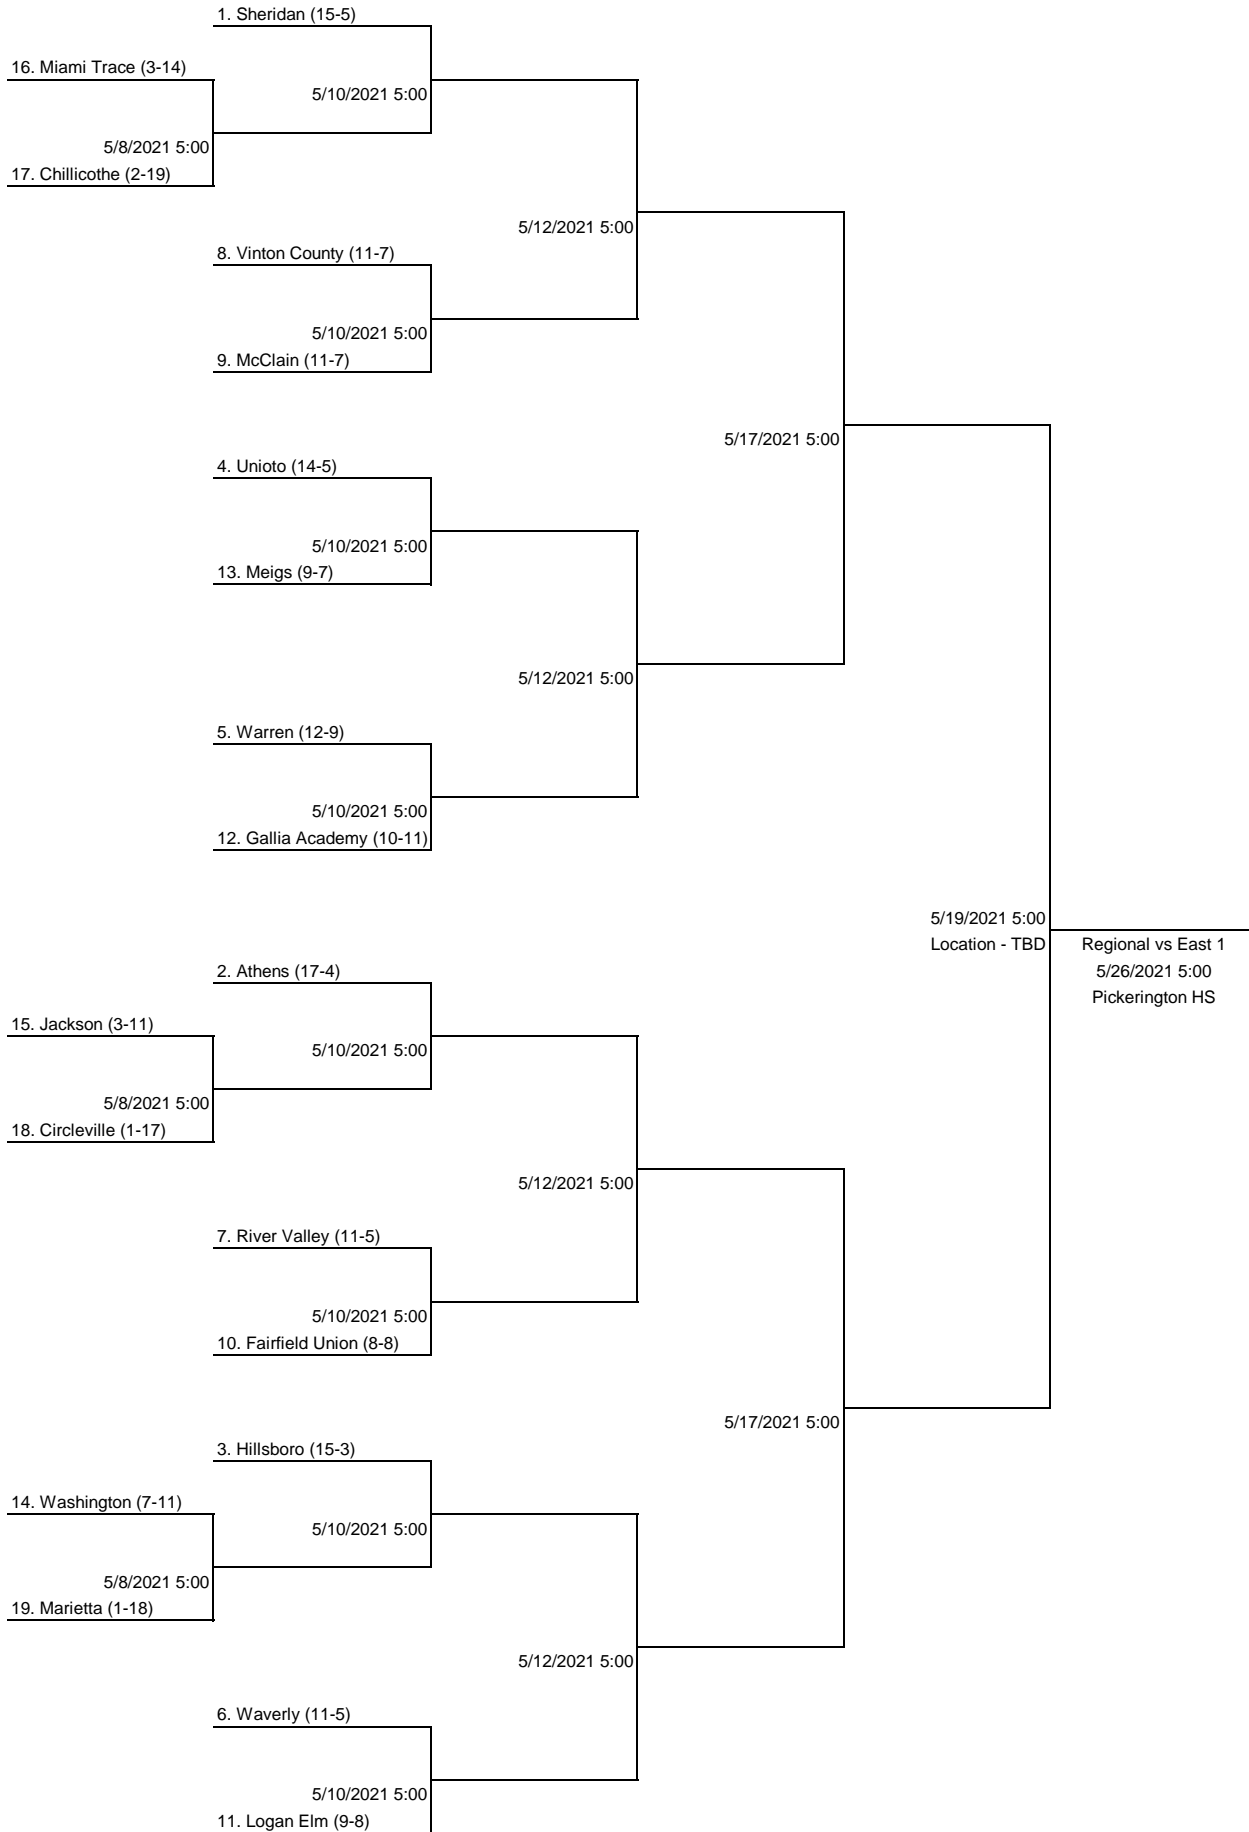 1. Sheridan (15-5)
16. Miami Trace (3-14)
5/10/2021 5:00
5/8/2021 5:00
17. Chillicothe (2-19)
5/12/2021 5:00
8. Vinton County (11-7)
5/10/2021 5:00
9. McClain (11-7)
5/17/2021 5:00
4. Unioto (14-5)
5/10/2021 5:00
13. Meigs (9-7)
5/12/2021 5:00
5. Warren (12-9)
5/10/2021 5:00
12. Gallia Academy (10-11)
5/19/2021 5:00
Location - TBD
Regional vs East 1
5/26/2021 5:00
Pickerington HS
2. Athens (17-4)
15. Jackson (3-11)
5/10/2021 5:00
5/8/2021 5:00
18. Circleville (1-17)
5/12/2021 5:00
7. River Valley (11-5)
5/10/2021 5:00
10. Fairfield Union (8-8)
5/17/2021 5:00
3. Hillsboro (15-3)
14. Washington (7-11)
5/10/2021 5:00
5/8/2021 5:00
19. Marietta (1-18)
5/12/2021 5:00
6. Waverly (11-5)
5/10/2021 5:00
11. Logan Elm (9-8)